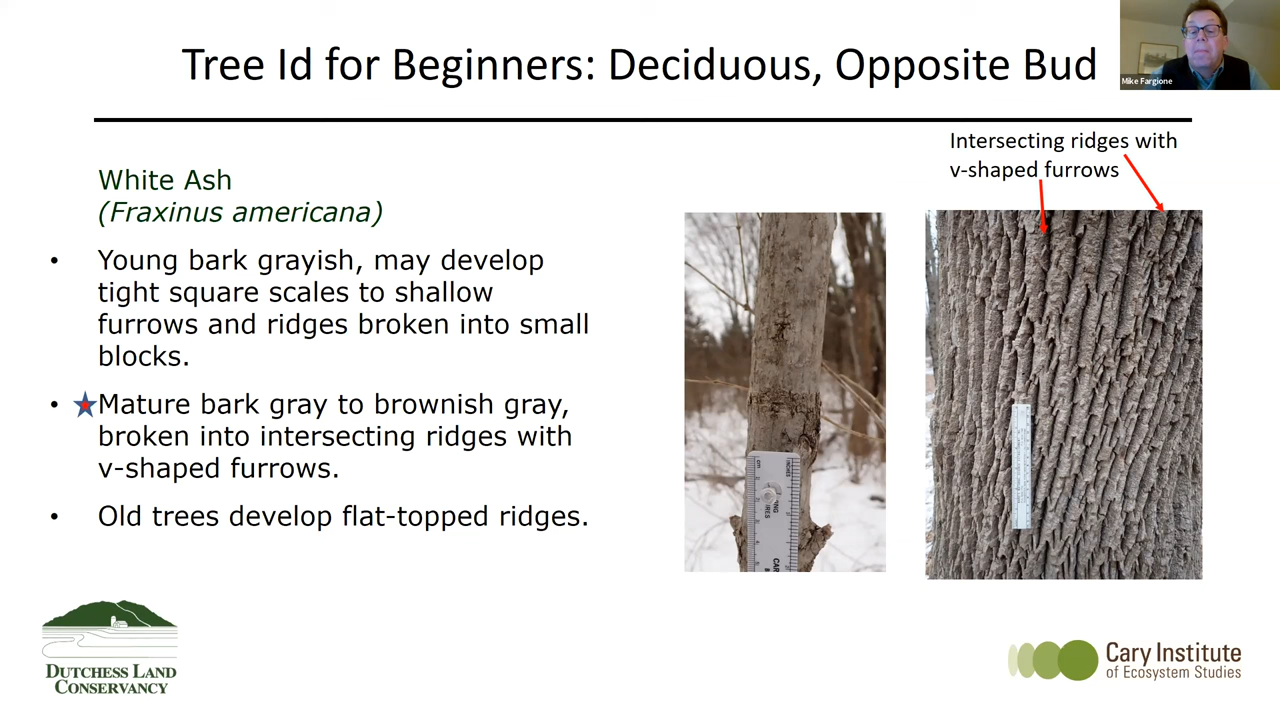 Tree Id for Beginners: Deciduous, Opposite Bud
Mike Fargione
Intersecting ridges with
v-shaped furrows
White Ash
(Fraxinus americana)
• Young bark grayish, may develop
tight square scales to shallow
furrows and ridges broken into small
blocks.
• Mature bark gray to brownish gray,
broken into intersecting ridges with
v-shaped furrows.
• Old trees develop flat-topped ridges.
cm
INCHES
DUTCHESS LAND
CONSERVANCY
Cary Institute
of Ecosystem Studies